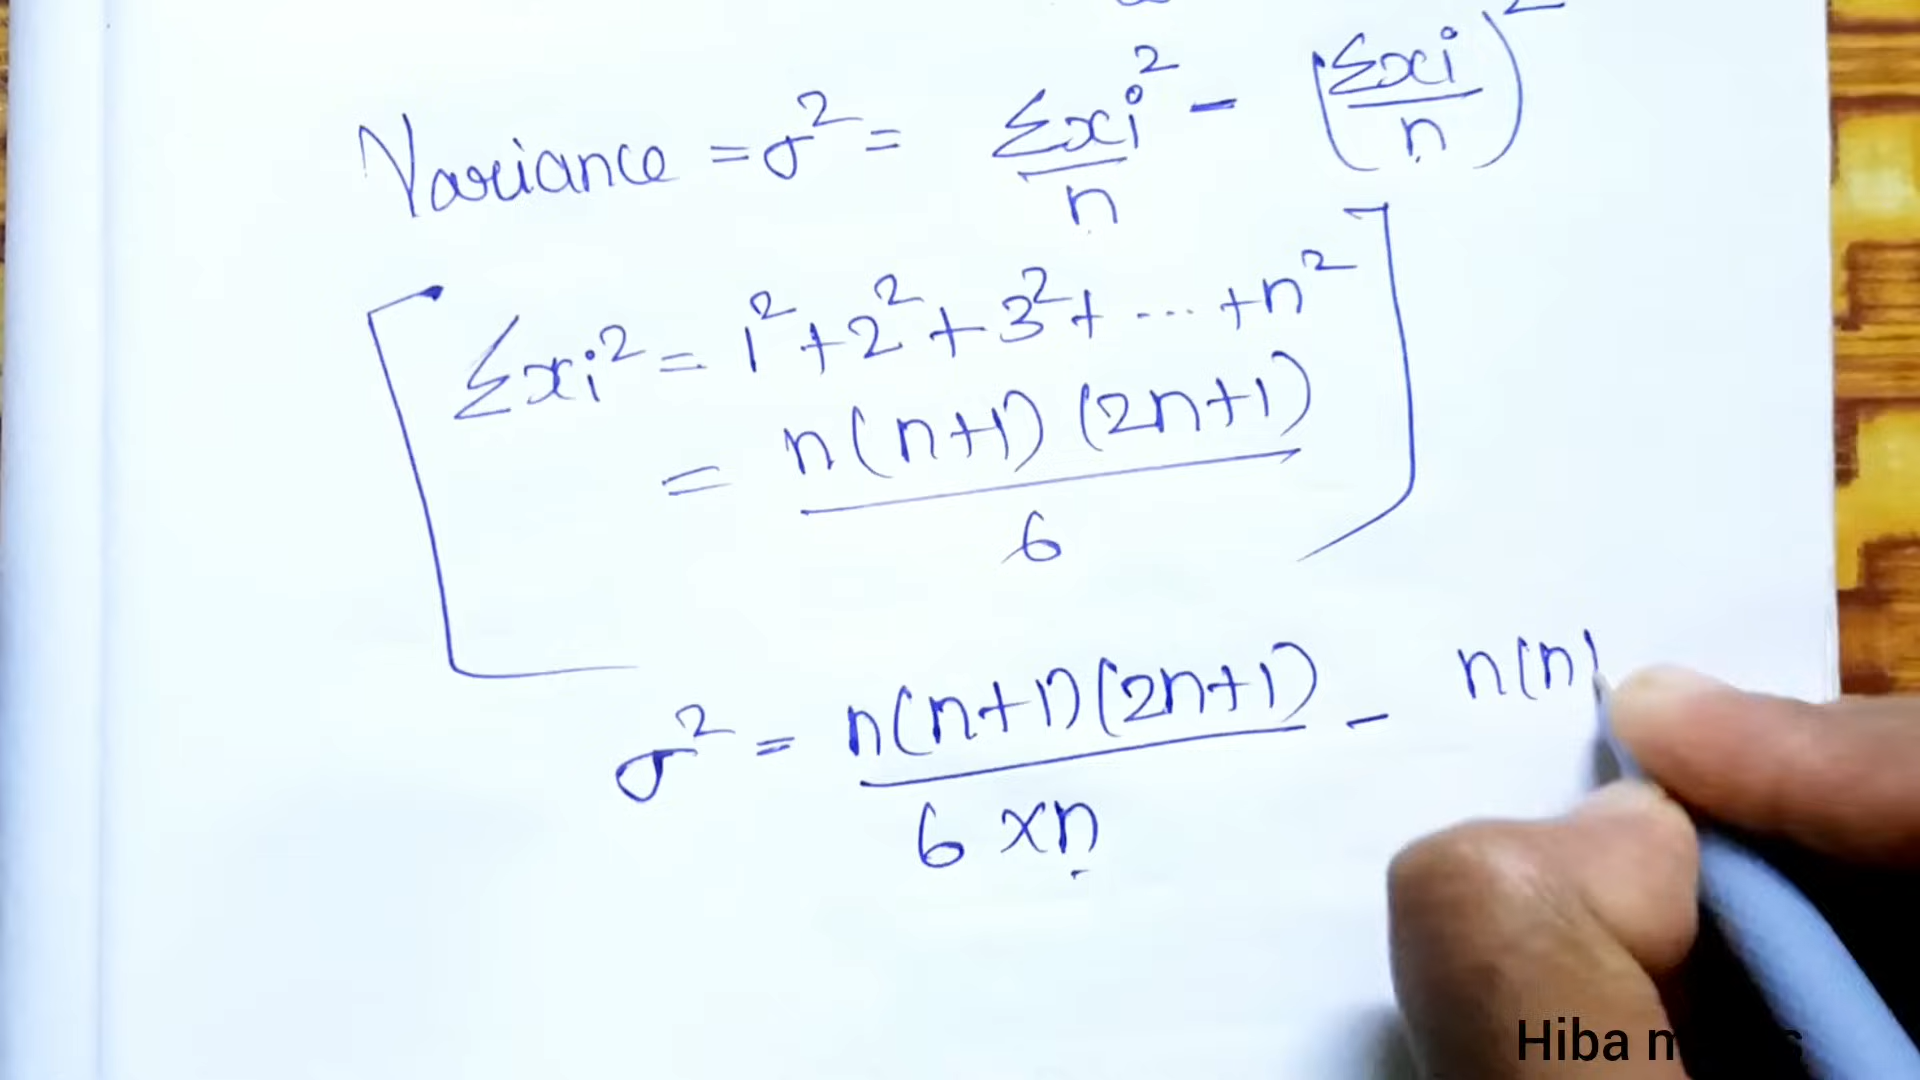 Variance = σ² = Σxi²/n - (Σxi/n)²
Σxi² = 1² + 2² + 3² + ... + n²
= n(n+1)(2n+1)/6
σ² = n(n+1)(2n+1)/6×n - n(n
Hiba